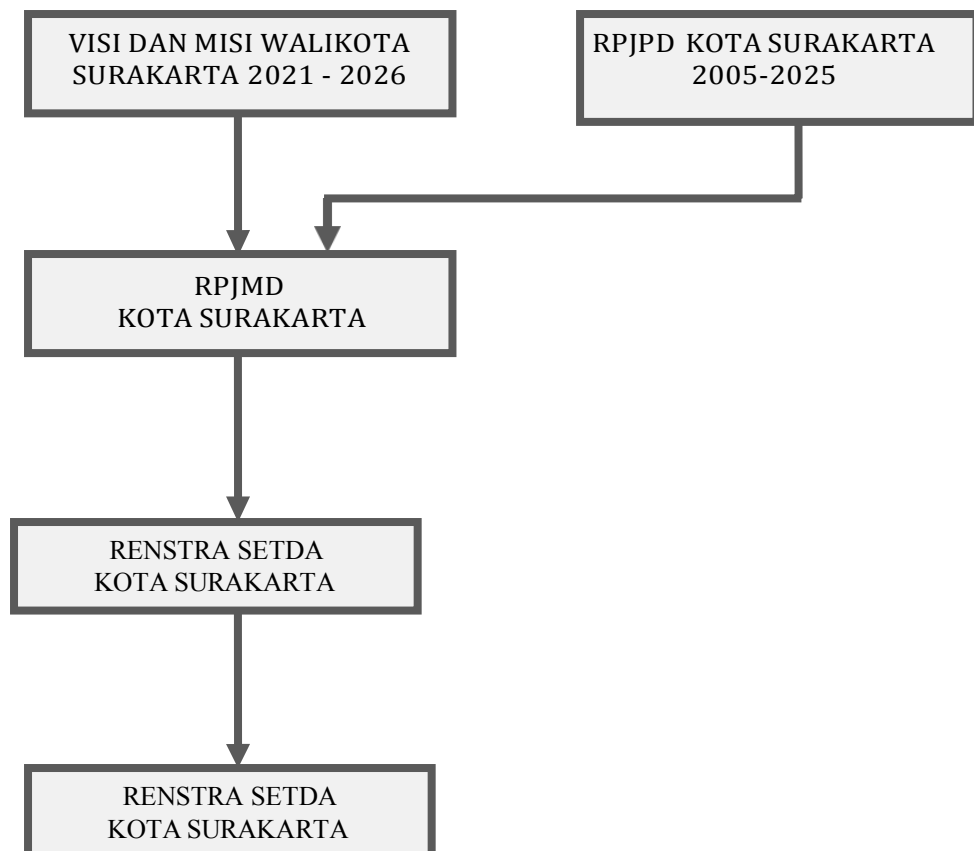 VISI DAN MISI WALIKOTA
SURAKARTA 2021 - 2026
RPJPD KOTA SURAKARTA
2005-2025
RPJMD
KOTA SURAKARTA
RENSTRA SETDA
KOTA SURAKARTA
RENSTRA SETDA
KOTA SURAKARTA